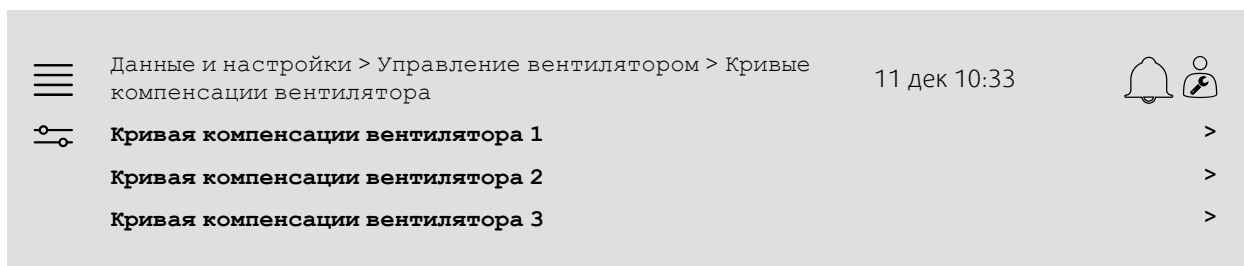 Данные и настройки > Управление вентилятором > Кривые
компенсации вентилятора
11 дек 10:33
Кривая компенсации вентилятора 1 >
Кривая компенсации вентилятора 2 >
Кривая компенсации вентилятора 3 >